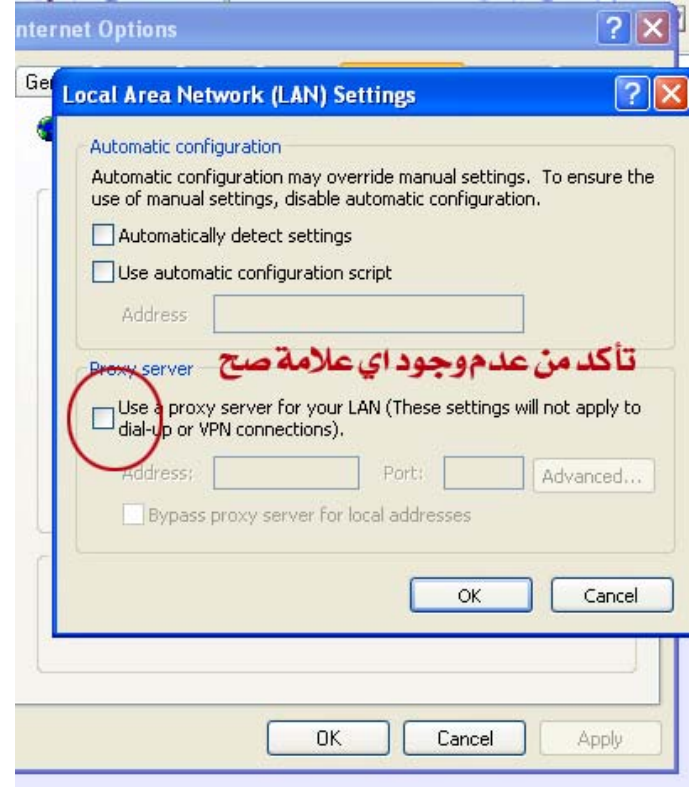 nternet Options
Ge
Local Area Network (LAN) Settings
Automatic configuration
Automatic configuration may override manual settings. To ensure the
use of manual settings, disable automatic configuration.
Automatically detect settings
Use automatic configuration script
Address
تأكد من عدم وجود اي علامة صح
Proxy server
Use a proxy server for your LAN (These settings will not apply to
dial-up or VPN connections).
Address:
Port:
Advanced...
Bypass proxy server for local addresses
OK
Cancel
OK
Cancel
Apply